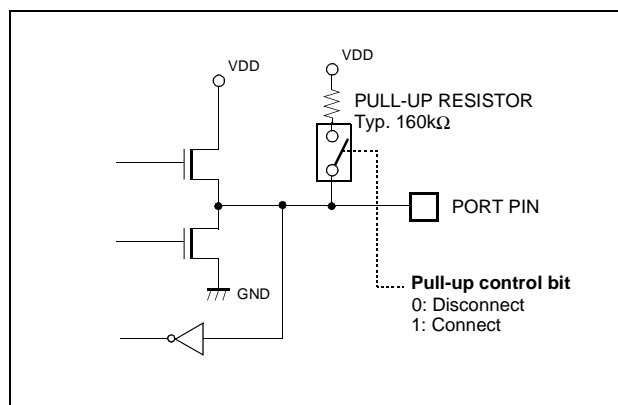 VDD
VDD
PULL-UP RESISTOR
Typ. 160kΩ
PORT PIN
GND
Pull-up control bit
0: Disconnect
1: Connect